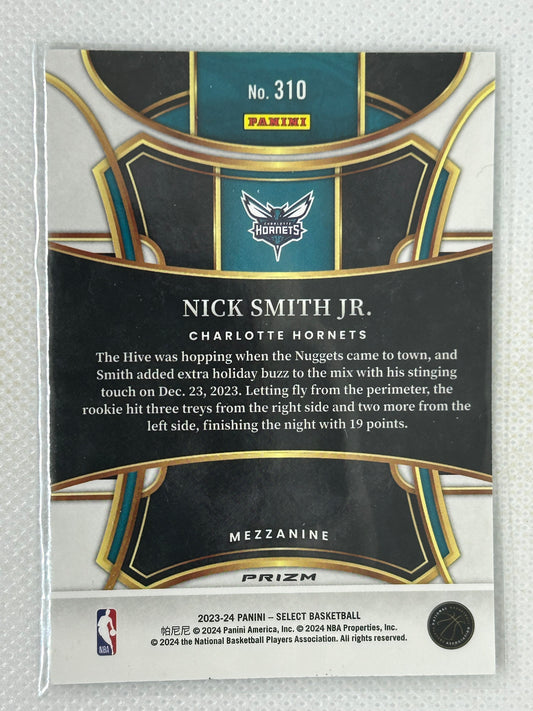 No. 310
PANINI
CHARLOTTE
HORNETS
NICK SMITH JR.
CHARLOTTE HORNETS
The Hive was hopping when the Nuggets came to town, and
Smith added extra holiday buzz to the mix with his stinging
touch on Dec. 23, 2023. Letting fly from the perimeter, the
rookie hit three treys from the right side and two more from the
left side, finishing the night with 19 points.
MEZZANINE
PRIZM
2023-24 PANINI – SELECT BASKETBALL
帕尼尼 © 2024 Panini America, Inc. © 2024 NBA Properties, Inc.
© 2024 the National Basketball Players Association. All rights reserved.
NBA